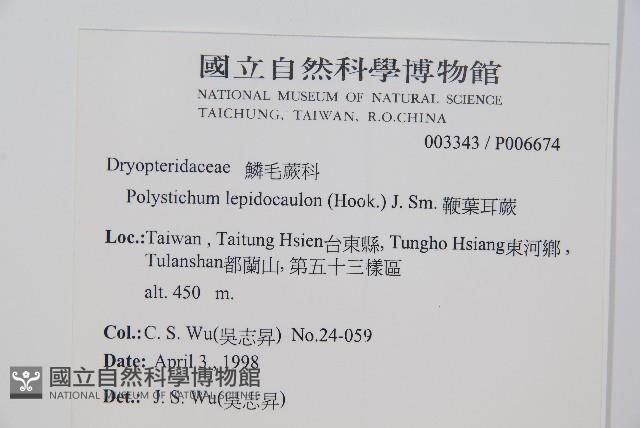 國立自然科學博物館
NATIONAL MUSEUM OF NATURAL SCIENCE
TAICHUNG, TAIWAN, R.O.CHINA
003343 / P006674
Dryopteridaceae 鱗毛蕨科
Polystichum lepidocaulon (Hook.) J. Sm. 鞭葉耳蕨
Loc.:Taiwan , Taitung Hsien台東縣, Tungho Hsiang東河鄉 ,
Tulanshan都蘭山, 第五十三樣區
alt. 450 m.
Col.: C. S. Wu(吳志昇) No.24-059
Date: April 3, 1998
國立自然科學博物館
NATIONAL MUSEUM OF NATURAL SCIENCE
Det.: J. S. Wu(吳志昇)